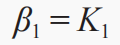 β₁ = K₁